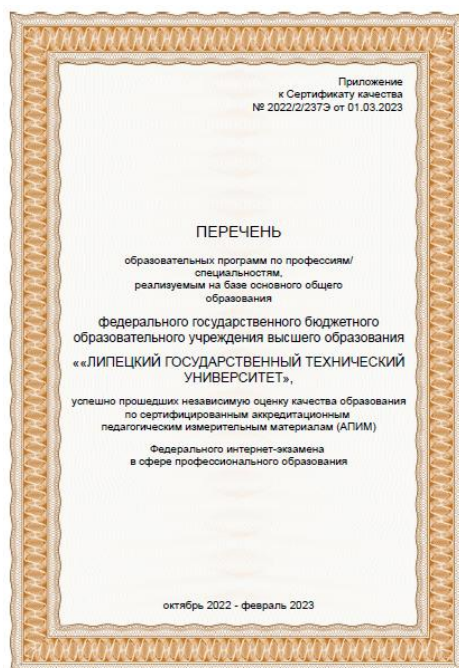 Приложение
к Сертификату качества
№ 2022/2/237Э от 01.03.2023
ПЕРЕЧЕНЬ
образовательных программ по профессиям/
специальностям,
реализуемым на базе основного общего
образования
федерального государственного бюджетного
образовательного учреждения высшего образования
««ЛИПЕЦКИЙ ГОСУДАРСТВЕННЫЙ ТЕХНИЧЕСКИЙ
УНИВЕРСИТЕТ»,
успешно прошедших независимую оценку качества образования
по сертифицированным аккредитационным
педагогическим измерительным материалам (АПИМ)
Федерального интернет-экзамена
в сфере профессионального образования
октябрь 2022 - февраль 2023